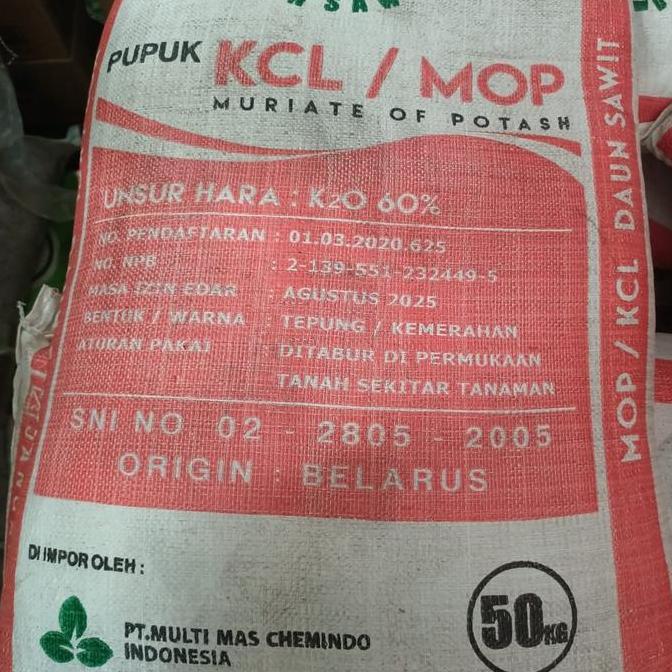 PUPUK KCL / MOP
MURIATE OF POTASH
UNSUR HARA : K2O 60%
NO. PENDAFTARAN : 01.03.2020.625
NO. NPB : 2-139-551-232449-5
MASA IZIN EDAR : AGUSTUS 2025
BENTUK / WARNA : TEPUNG / KEMERAHAN
ATURAN PAKAI DITABUR DI PERMUKAAN
TANAH SEKITAR TANAMAN
SNI NO 02 - 2805 - 2005
ORIGIN : BELARUS
DI IMPOR OLEH :
PT.MULTI MAS CHEMINDO
INDONESIA
50KG
MOP / KCL DAUN SAWIT